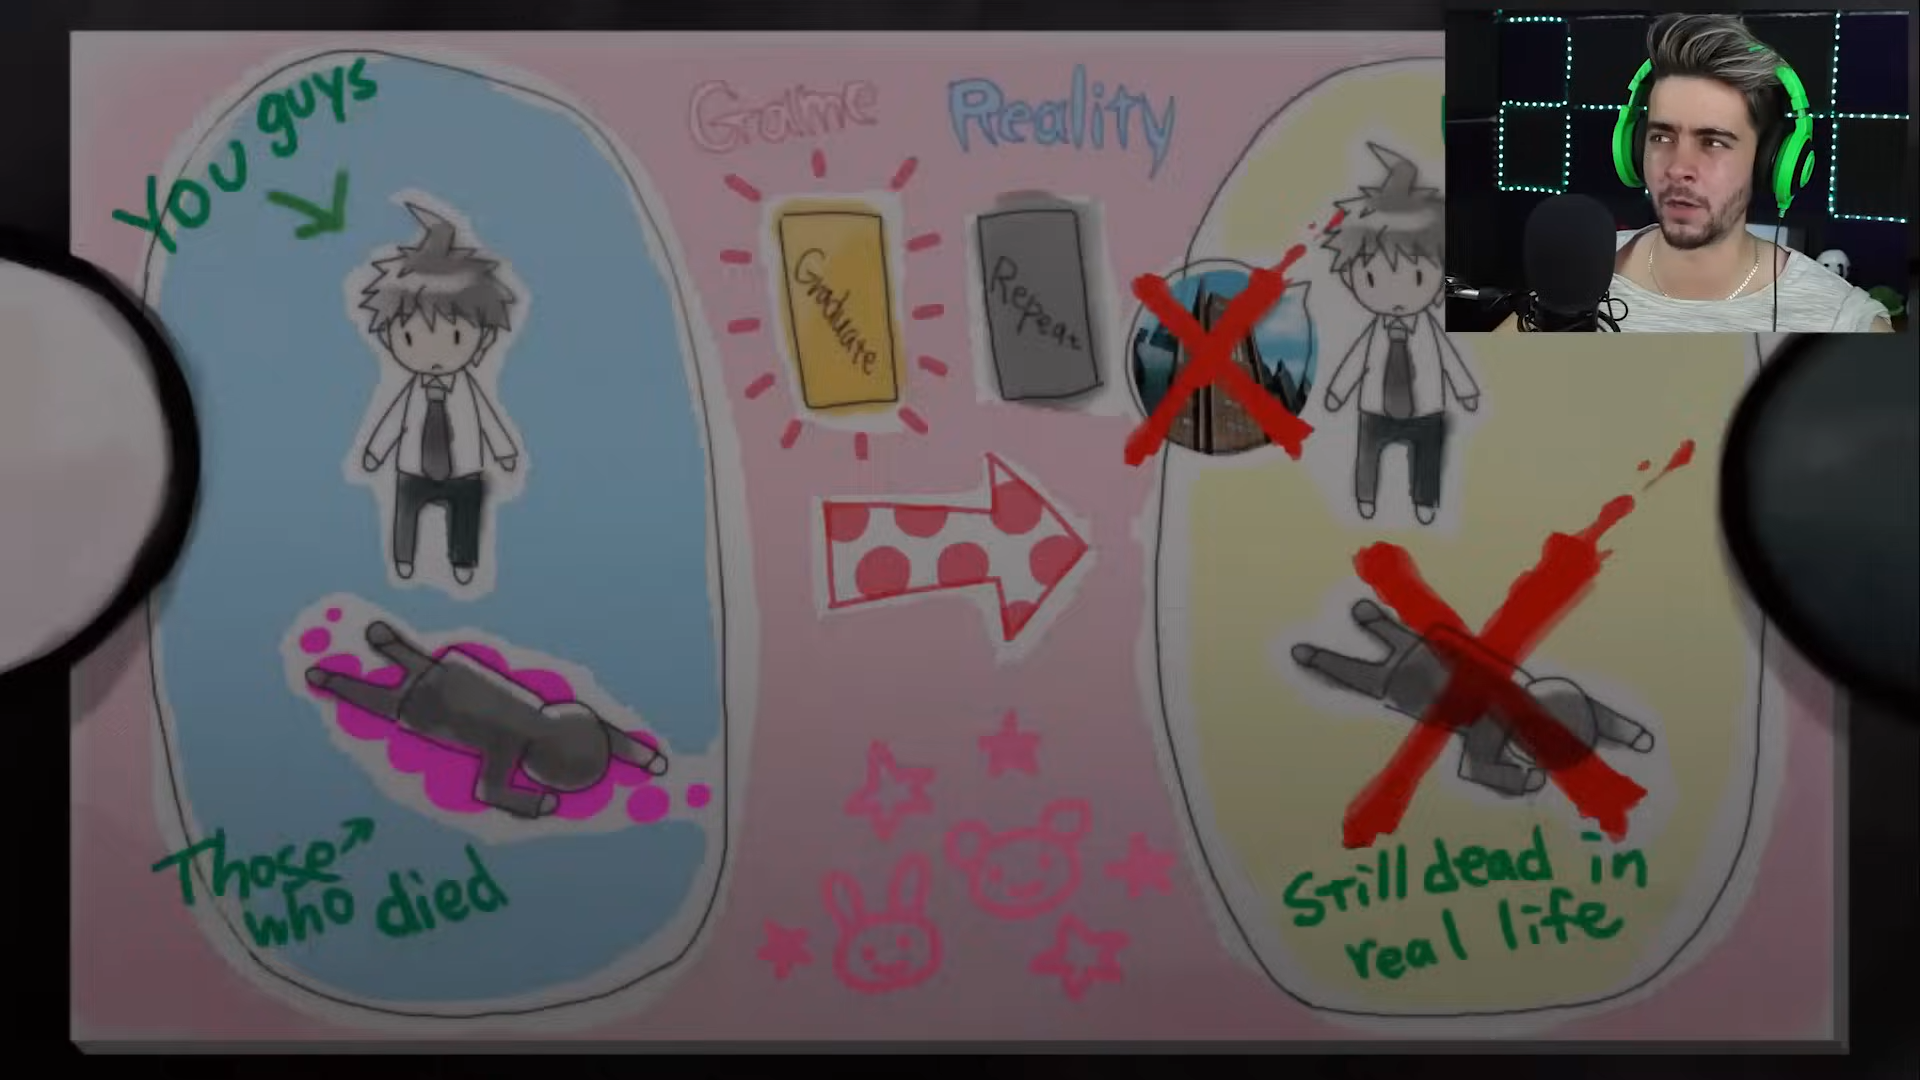 You guys
Game
Reality
Graduate
Repeat
Those
who died
Still dead in
real life